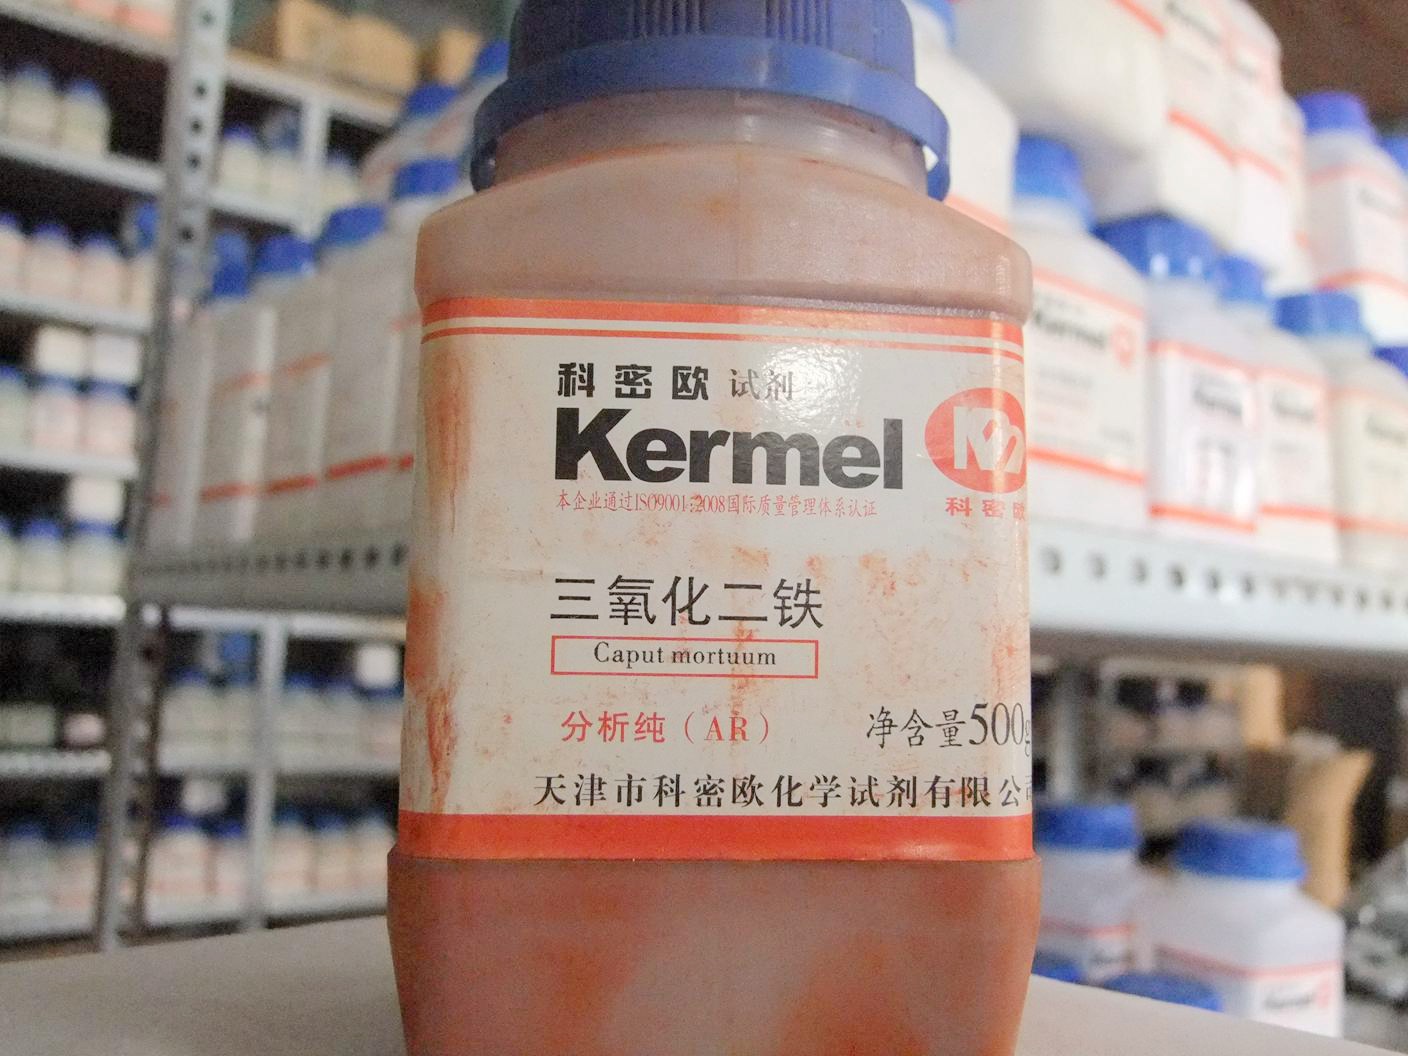 科密欧 试剂
Kermel
本企业通过ISO9001:2008国际质量管理体系认证
科密欧
三氧化二铁
Caput mortuum
分析纯（AR）
净含量500g
天津市科密欧化学试剂有限公司
Kermel